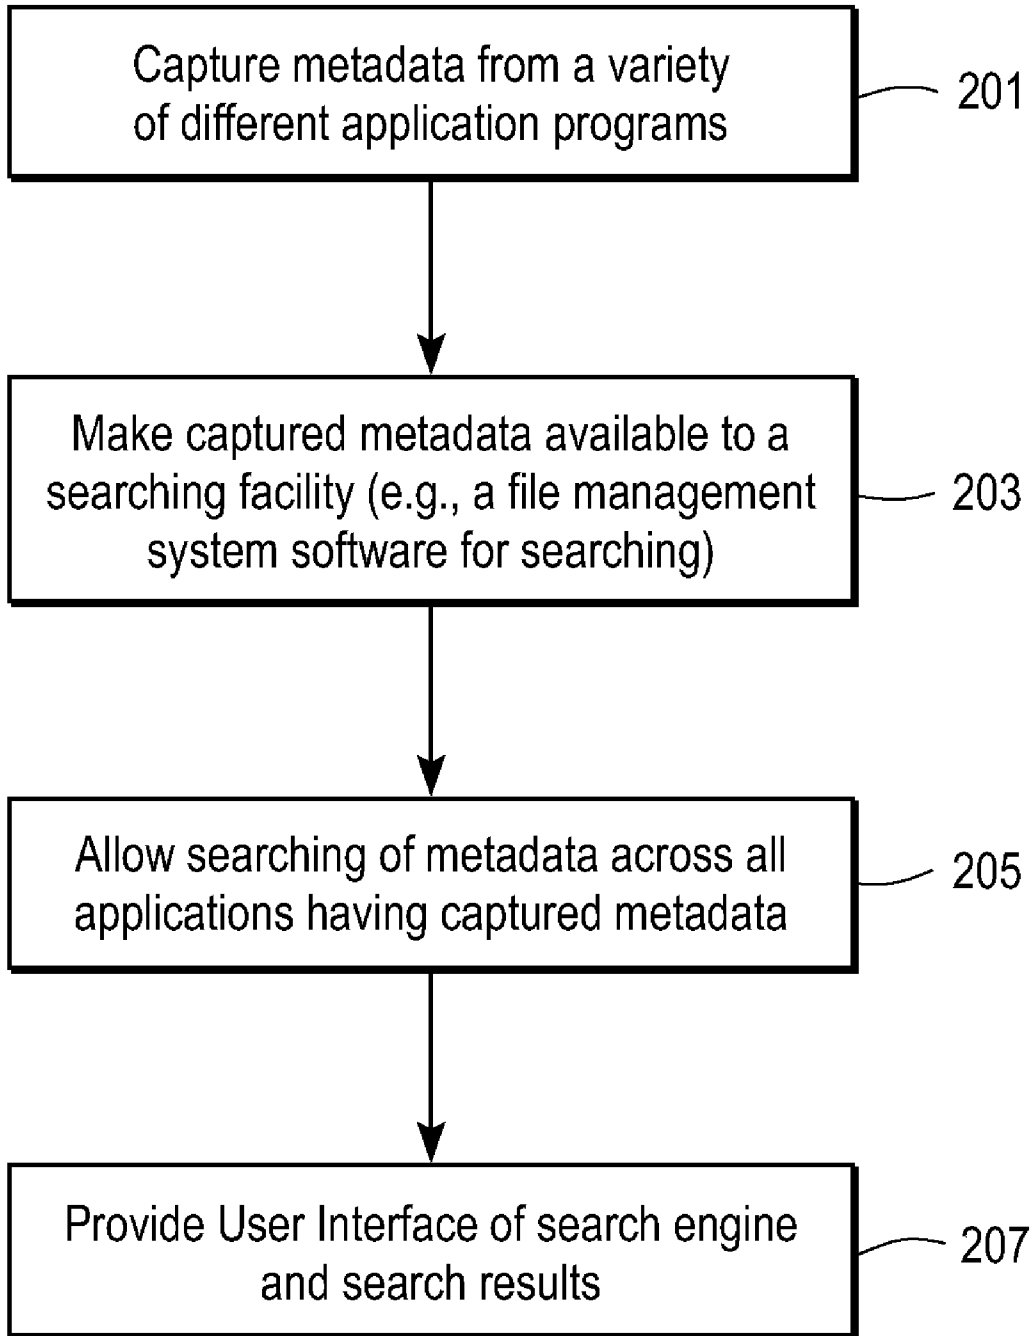 Capture metadata from a variety
of different application programs
201
Make captured metadata available to a
searching facility (e.g., a file management
system software for searching)
203
Allow searching of metadata across all
applications having captured metadata
205
Provide User Interface of search engine
and search results
207